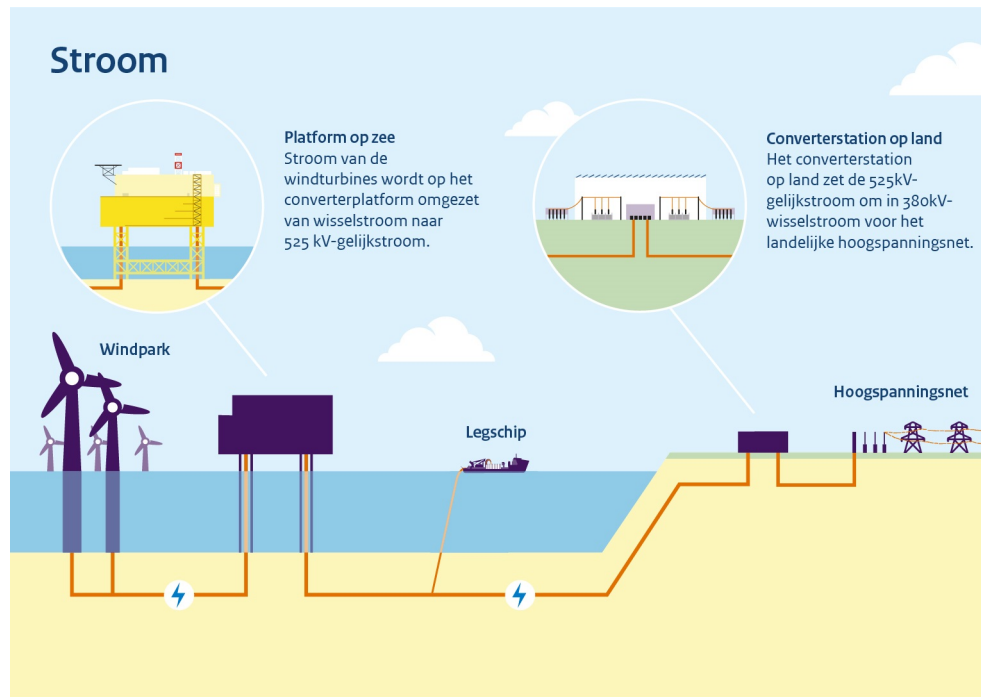 Stroom
Platform op zee
Stroom van de
windturbines wordt op het
converterplatform omgezet
van wisselstroom naar
525 kV-gelijkstroom.
Converterstation op land
Het converterstation
op land zet de 525kV-
gelijkstroom om in 380kV-
wisselstroom voor het
landelijke hoogspanningsnet.
Windpark
Legschip
Hoogspanningsnet